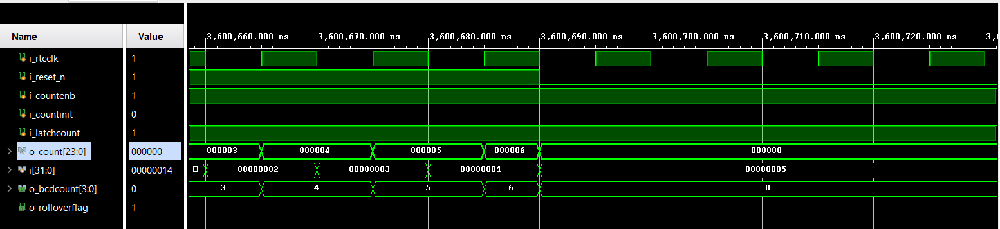 Name Value
3,600,660.000 ns 3,600,670.000 ns 3,600,680.000 ns 3,600,690.000 ns 3,600,700.000 ns 3,600,710.000 ns 3,600,720.000 ns
i_rtcclk 1
i_reset_n 1
i_countenb 1
i_countinit 0
i_latchcount 1
o_count[23:0] 000000 000003 000004 000005 000006 000000
i[31:0] 00000014 00000002 00000003 00000004 00000005
o_bcdcount[3:0] 0 3 4 5 6 0
o_rolloverflag 1